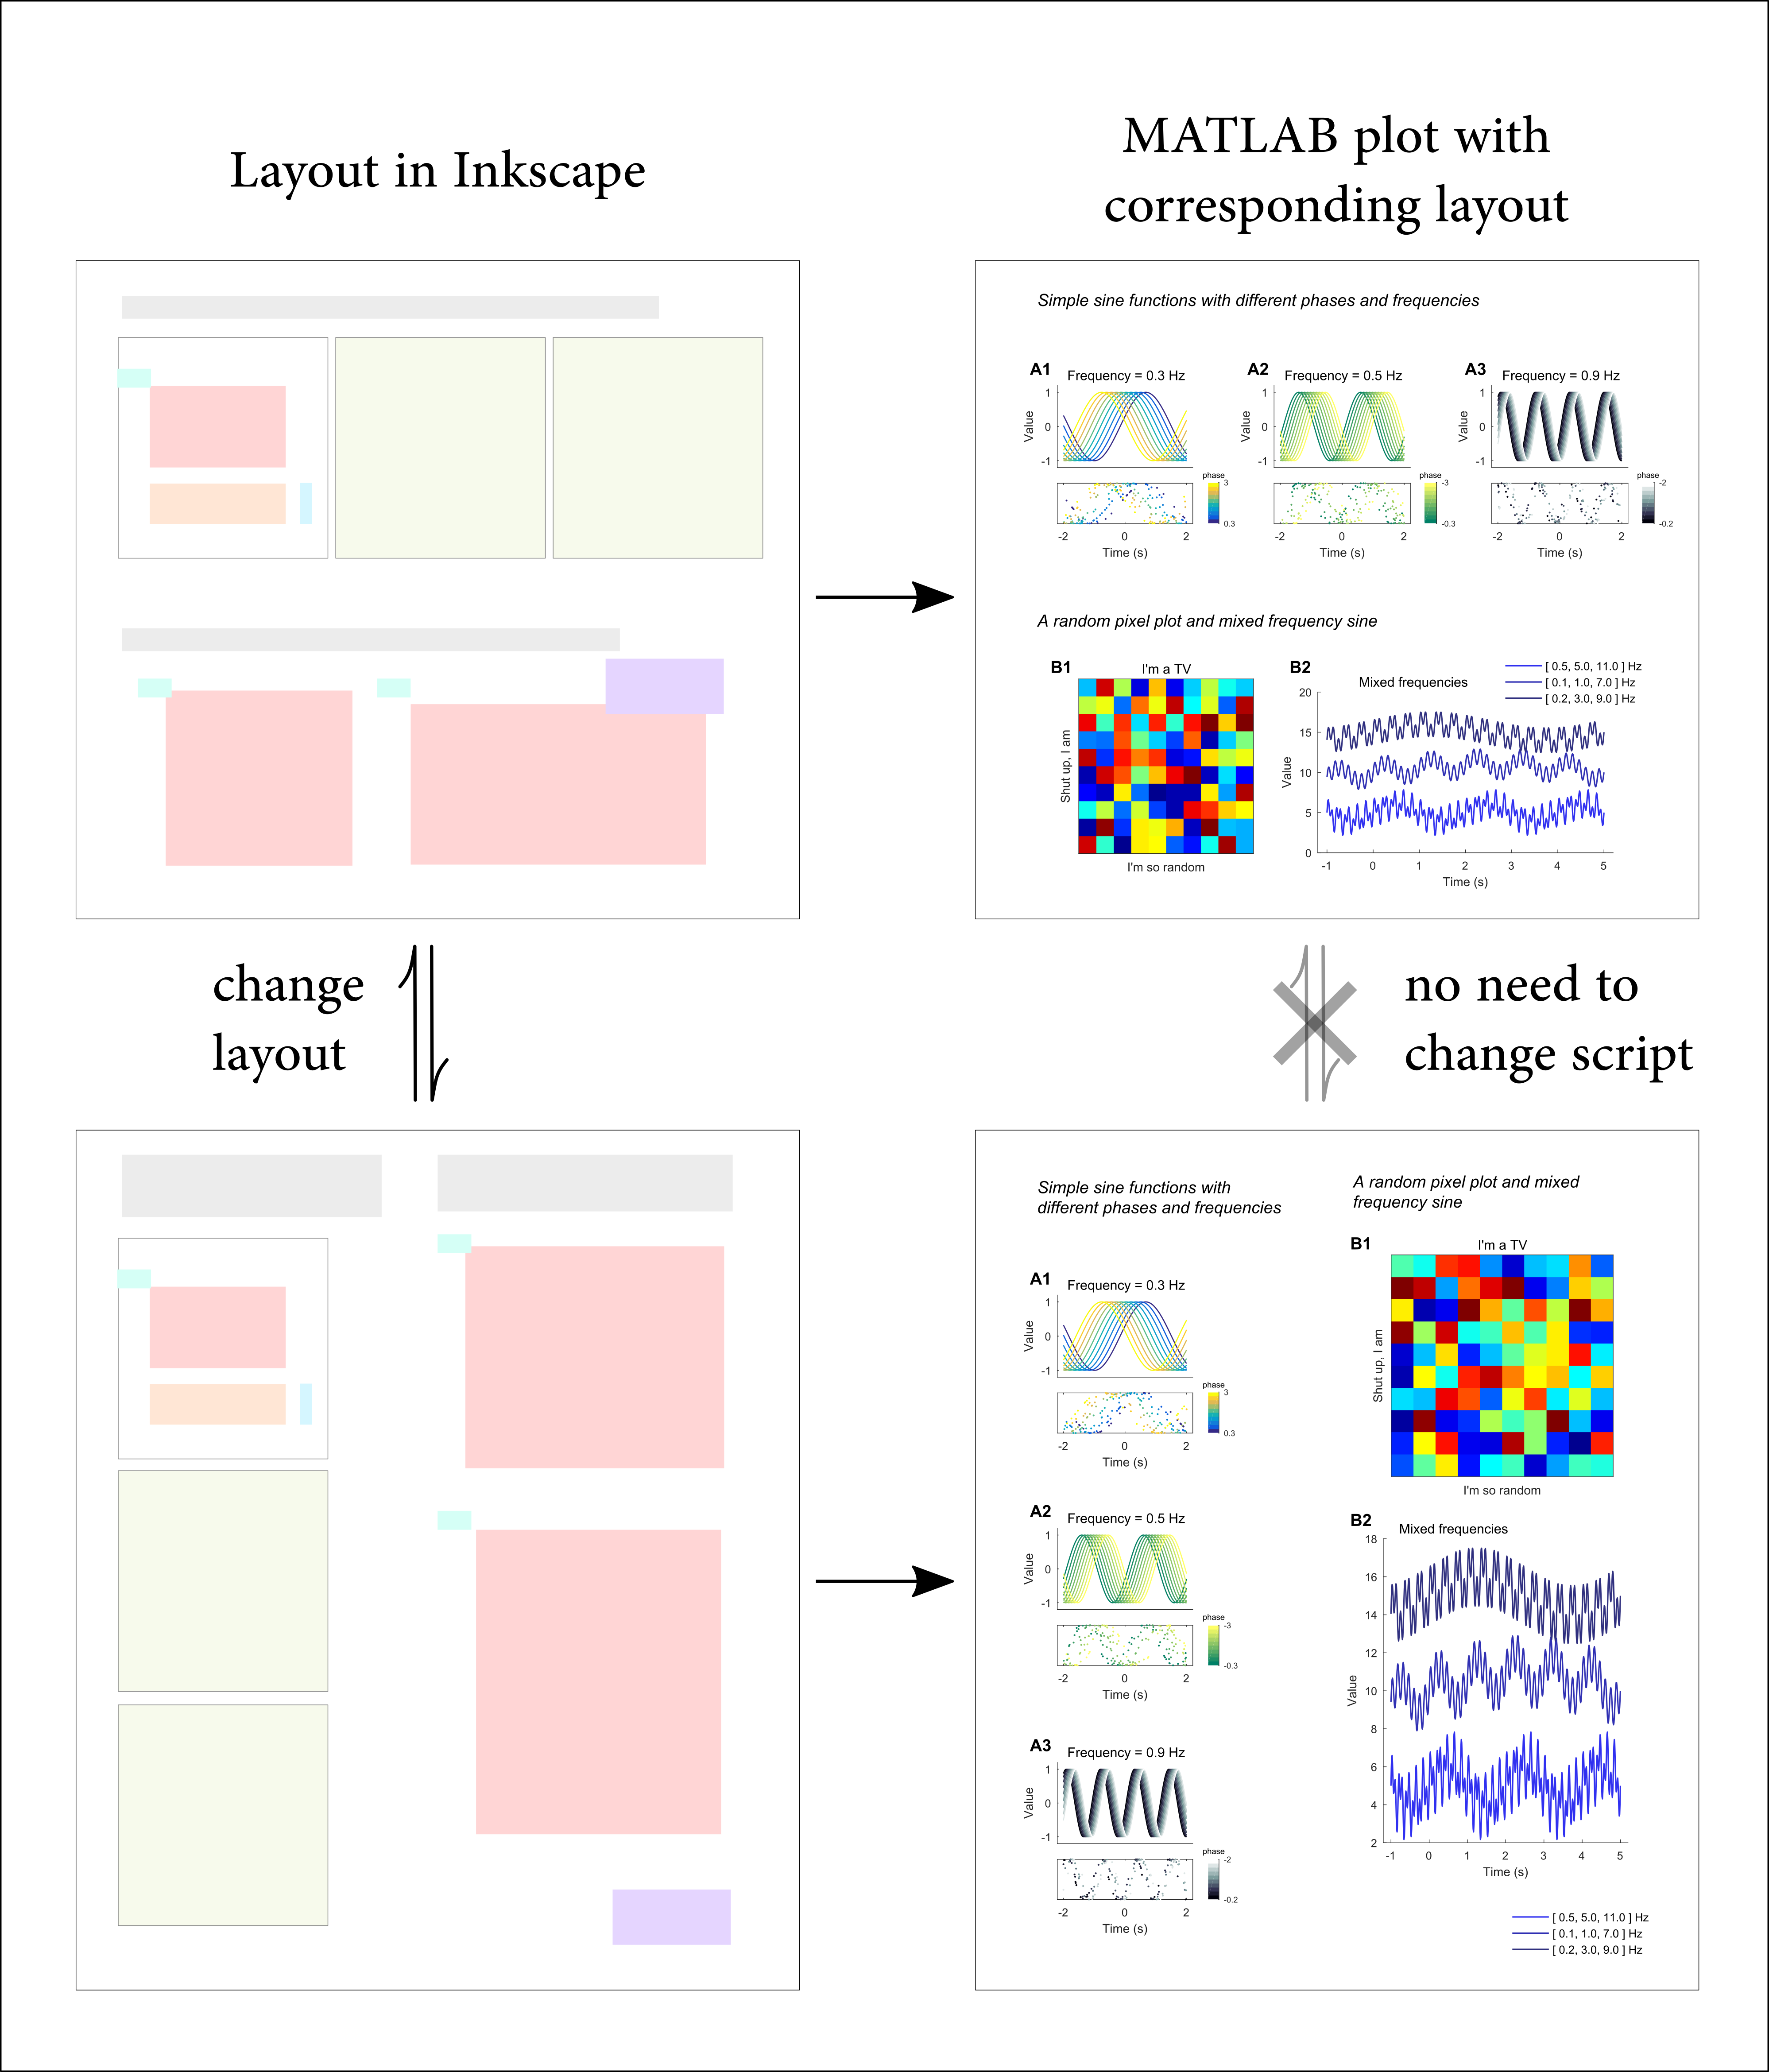 Layout in Inkscape
MATLAB plot with
corresponding layout
Simple sine functions with different phases and frequencies
A1
Frequency = 0.3 Hz
1
0
-1
Value
phase
3
0.3
-2
0
2
Time (s)
A2
Frequency = 0.5 Hz
1
0
-1
Value
phase
-3
-0.3
-2
0
2
Time (s)
A3
Frequency = 0.9 Hz
1
0
-1
Value
phase
-2
-0.2
-2
0
2
Time (s)
A random pixel plot and mixed frequency sine
B1
I'm a TV
Shut up, I am
I'm so random
B2
Mixed frequencies
[ 0.5, 5.0, 11.0 ] Hz
[ 0.1, 1.0, 7.0 ] Hz
[ 0.2, 3.0, 9.0 ] Hz
20
15
10
5
0
Value
-1
0
1
2
3
4
5
Time (s)
change
layout
no need to
change script
Simple sine functions with
different phases and frequencies
A1
Frequency = 0.3 Hz
1
0
-1
Value
phase
3
0.3
-2
0
2
Time (s)
A2
Frequency = 0.5 Hz
1
0
-1
Value
phase
-3
-0.3
-2
0
2
Time (s)
A3
Frequency = 0.9 Hz
1
0
-1
Value
phase
-2
-0.2
-2
0
2
Time (s)
A random pixel plot and mixed
frequency sine
B1
I'm a TV
Shut up, I am
I'm so random
B2
Mixed frequencies
18
16
14
12
10
8
6
4
2
Value
-1
0
1
2
3
4
5
Time (s)
[ 0.5, 5.0, 11.0 ] Hz
[ 0.1, 1.0, 7.0 ] Hz
[ 0.2, 3.0, 9.0 ] Hz